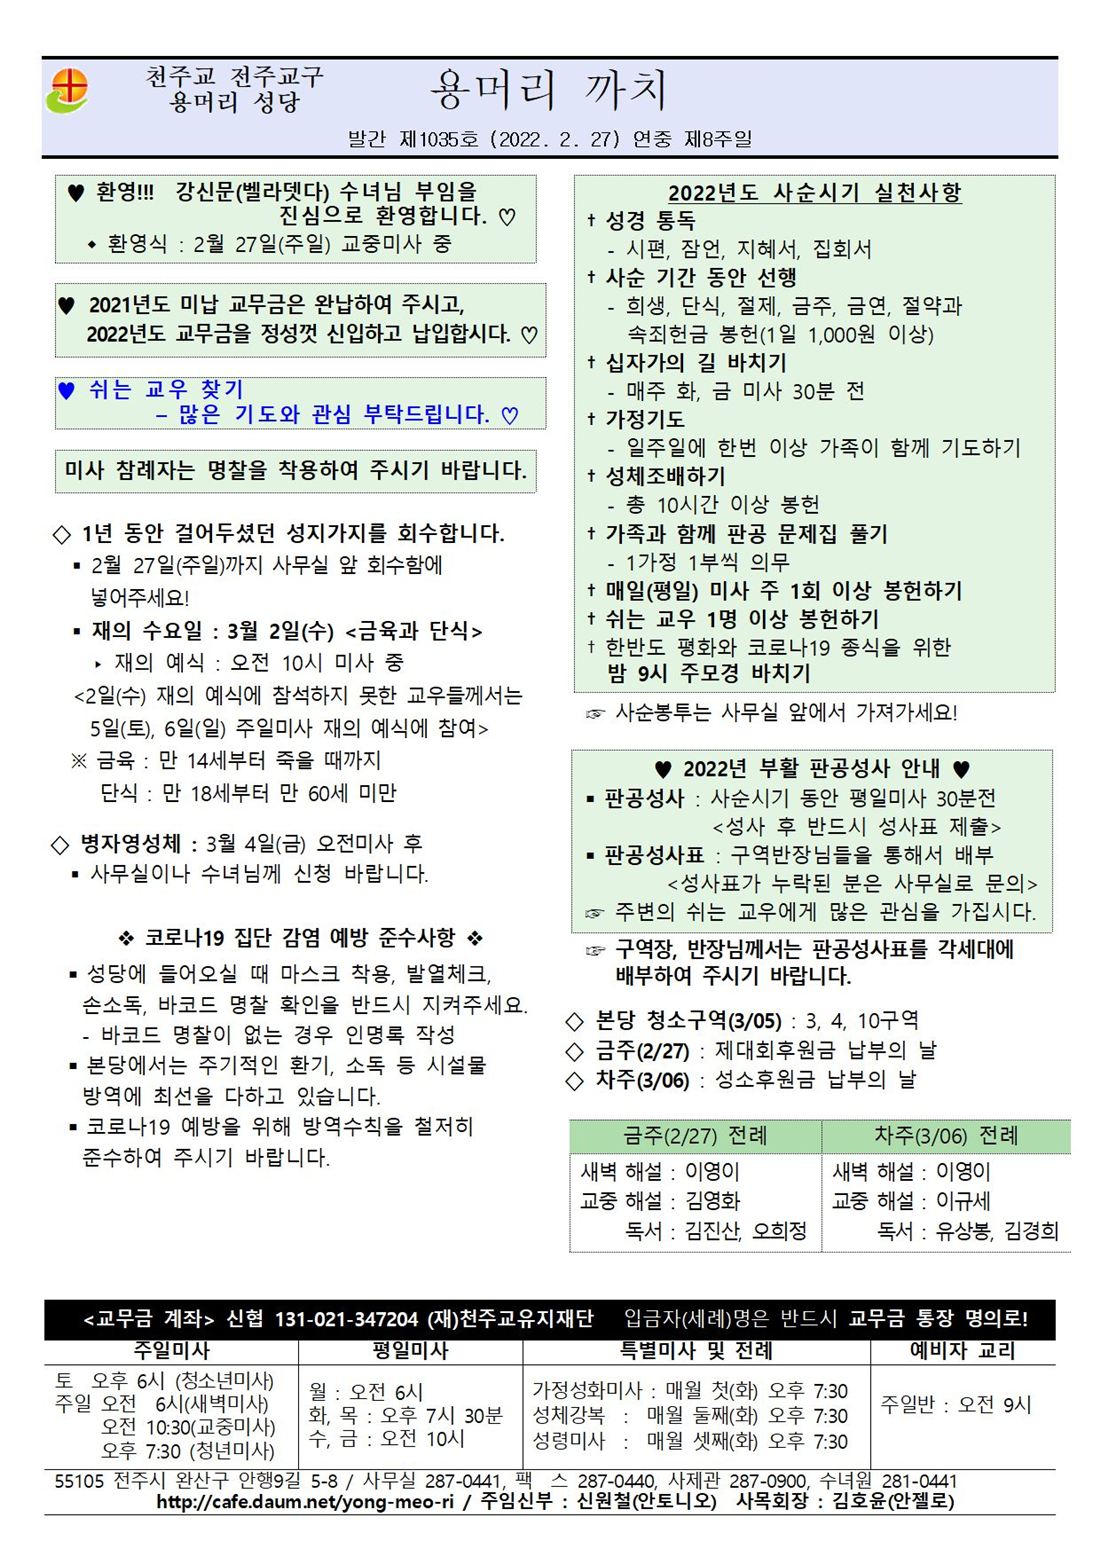 천주교 전주교구
용머리 성당
용머리 까치
발간 제1035호 (2022. 2. 27) 연중 제8주일
♥ 환영!!! 강신문(벨라뎃다) 수녀님 부임을
진심으로 환영합니다. ♡
◆ 환영식 : 2월 27일(주일) 교중미사 중
♥ 2021년도 미납 교무금은 완납하여 주시고,
2022년도 교무금을 정성껏 신입하고 납입합시다. ♡
♥ 쉬는 교우 찾기
– 많은 기도와 관심 부탁드립니다. ♡
미사 참례자는 명찰을 착용하여 주시기 바랍니다.
◇ 1년 동안 걸어두셨던 성지가지를 회수합니다.
▪ 2월 27일(주일)까지 사무실 앞 회수함에
넣어주세요!
▪ 재의 수요일 : 3월 2일(수) <금육과 단식>
▸ 재의 예식 : 오전 10시 미사 중
<2일(수) 재의 예식에 참석하지 못한 교우들께서는
5일(토), 6일(일) 주일미사 재의 예식에 참여>
※ 금육 : 만 14세부터 죽을 때까지
단식 : 만 18세부터 만 60세 미만
◇ 병자영성체 : 3월 4일(금) 오전미사 후
▪ 사무실이나 수녀님께 신청 바랍니다.
❖ 코로나19 집단 감염 예방 준수사항 ❖
▪ 성당에 들어오실 때 마스크 착용, 발열체크,
손소독, 바코드 명찰 확인을 반드시 지켜주세요.
- 바코드 명찰이 없는 경우 인명록 작성
▪ 본당에서는 주기적인 환기, 소독 등 시설물
방역에 최선을 다하고 있습니다.
▪ 코로나19 예방을 위해 방역수칙을 철저히
준수하여 주시기 바랍니다.
2022년도 사순시기 실천사항
† 성경 통독
- 시편, 잠언, 지혜서, 집회서
† 사순 기간 동안 선행
- 희생, 단식, 절제, 금주, 금연, 절약과
속죄헌금 봉헌(1일 1,000원 이상)
† 십자가의 길 바치기
- 매주 화, 금 미사 30분 전
† 가정기도
- 일주일에 한번 이상 가족이 함께 기도하기
† 성체조배하기
- 총 10시간 이상 봉헌
† 가족과 함께 판공 문제집 풀기
- 1가정 1부씩 의무
† 매일(평일) 미사 주 1회 이상 봉헌하기
† 쉬는 교우 1명 이상 봉헌하기
† 한반도 평화와 코로나19 종식을 위한
밤 9시 주모경 바치기
☞ 사순봉투는 사무실 앞에서 가져가세요!
♥ 2022년 부활 판공성사 안내 ♥
▪ 판공성사 : 사순시기 동안 평일미사 30분전
<성사 후 반드시 성사표 제출>
▪ 판공성사표 : 구역반장님들을 통해서 배부
<성사표가 누락된 분은 사무실로 문의>
☞ 주변의 쉬는 교우에게 많은 관심을 가집시다.
☞ 구역장, 반장님께서는 판공성사표를 각세대에
배부하여 주시기 바랍니다.
◇ 본당 청소구역(3/05) : 3, 4, 10구역
◇ 금주(2/27) : 제대회후원금 납부의 날
◇ 차주(3/06) : 성소후원금 납부의 날
금주(2/27) 전례 차주(3/06) 전례
새벽 해설 : 이영이 새벽 해설 : 이영이
교중 해설 : 김영화 교중 해설 : 이규세
독서 : 김진산, 오희정 독서 : 유상봉, 김경희
<교무금 계좌> 신협 131-021-347204 (재)천주교유지재단 입금자(세례)명은 반드시 교무금 통장 명의로!
주일미사 평일미사 특별미사 및 전례 예비자 교리
토 오후 6시 (청소년미사)
주일 오전 6시(새벽미사)
오전 10:30(교중미사)
오후 7:30 (청년미사)
월 : 오전 6시
화, 목 : 오후 7시 30분
수, 금 : 오전 10시
가정성화미사 : 매월 첫(화) 오후 7:30
성체강복 : 매월 둘째(화) 오후 7:30
성령미사 : 매월 셋째(화) 오후 7:30
주일반 : 오전 9시
55105 전주시 완산구 안행9길 5-8 / 사무실 287-0441, 팩 스 287-0440, 사제관 287-0900, 수녀원 281-0441
http://cafe.daum.net/yong-meo-ri / 주임신부 : 신원철(안토니오) 사목회장 : 김호윤(안젤로)